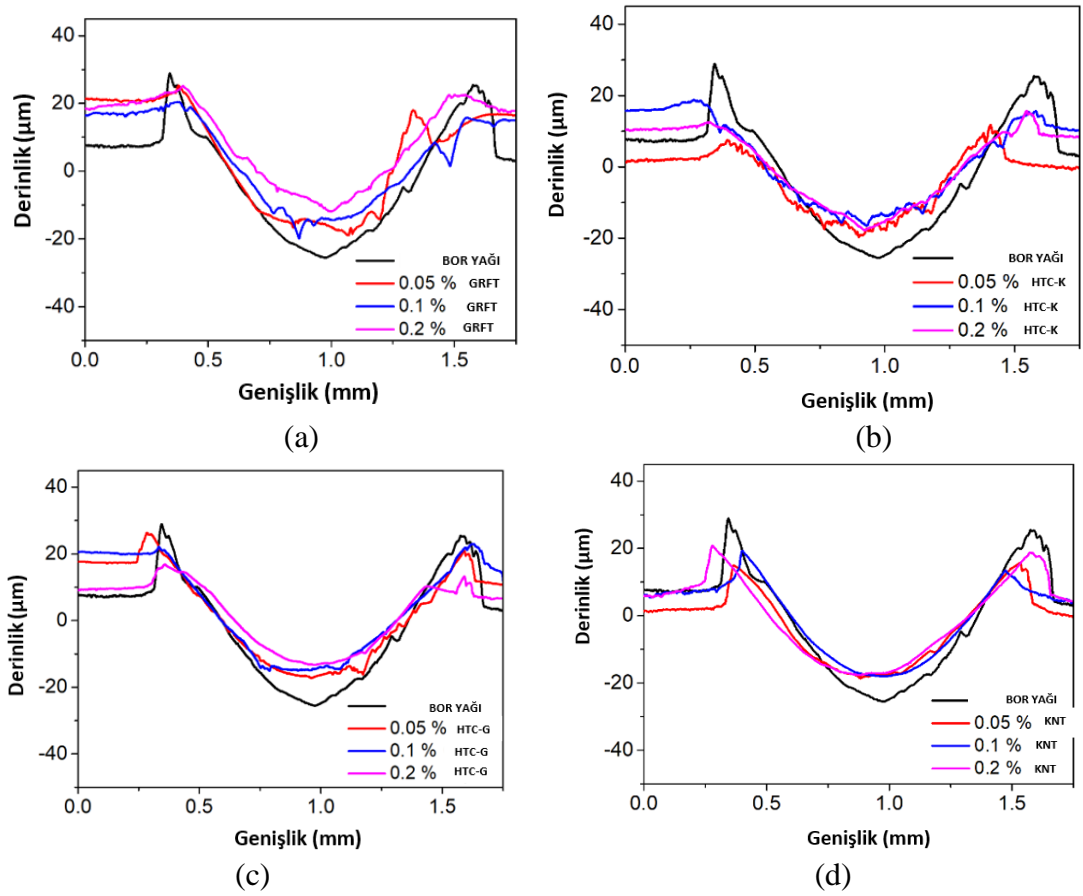 40
20
0
-20
-40
Derinlik (µm)
BOR YAĞI
0.05 % GRFT
0.1 % GRFT
0.2 % GRFT
0.0 0.5 1.0 1.5
Genişlik (mm)
(a)
40
20
0
-20
-40
Derinlik (µm)
BOR YAĞI
0.05 % HTC-K
0.1 % HTC-K
0.2 % HTC-K
0.0 0.5 1.0 1.5
Genişlik (mm)
(b)
40
20
0
-20
-40
Derinlik (µm)
BOR YAĞI
0.05 % HTC-G
0.1 % HTC-G
0.2 % HTC-G
0.0 0.5 1.0 1.5
Genişlik (mm)
(c)
40
20
0
-20
-40
Derinlik (µm)
BOR YAĞI
0.05 % KNT
0.1 % KNT
0.2 % KNT
0.0 0.5 1.0 1.5
Genişlik (mm)
(d)